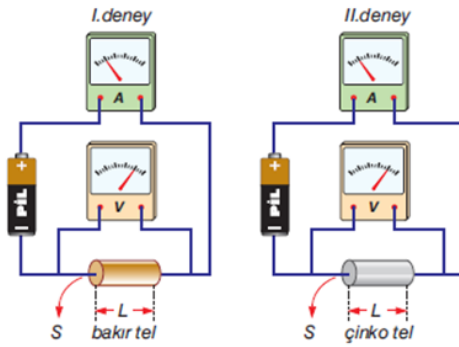 I.deney
A
V
+
PİL
S
L
bakır tel
II.deney
A
V
+
PİL
S
L
çinko tel